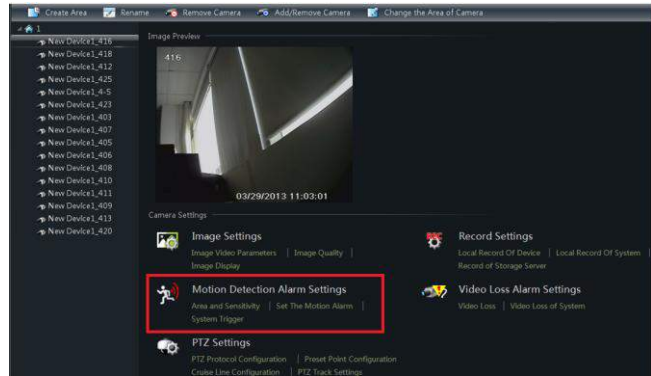 Create Area Rename Remove Camera Add/Remove Camera Change the Area of Camera
1
New Device1_416
New Device1_418
New Device1_412
New Device1_425
New Device1_4-5
New Device1_423
New Device1_403
New Device1_407
New Device1_405
New Device1_406
New Device1_408
New Device1_410
New Device1_411
New Device1_409
New Device1_413
New Device1_420
Image Preview
416
03/29/2013 11:03:01
Camera Settings
Image Settings
Image Video Parameters | Image Quality |
Image Display
Record Settings
Local Record Of Device | Local Record Of System |
Record of Storage Server
Motion Detection Alarm Settings
Area and Sensitivity | Set The Motion Alarm |
System Trigger
Video Loss Alarm Settings
Video Loss | Video Loss of System
PTZ Settings
PTZ Protocol Configuration | Preset Point Configuration
Cruise Line Configuration | PTZ Track Settings